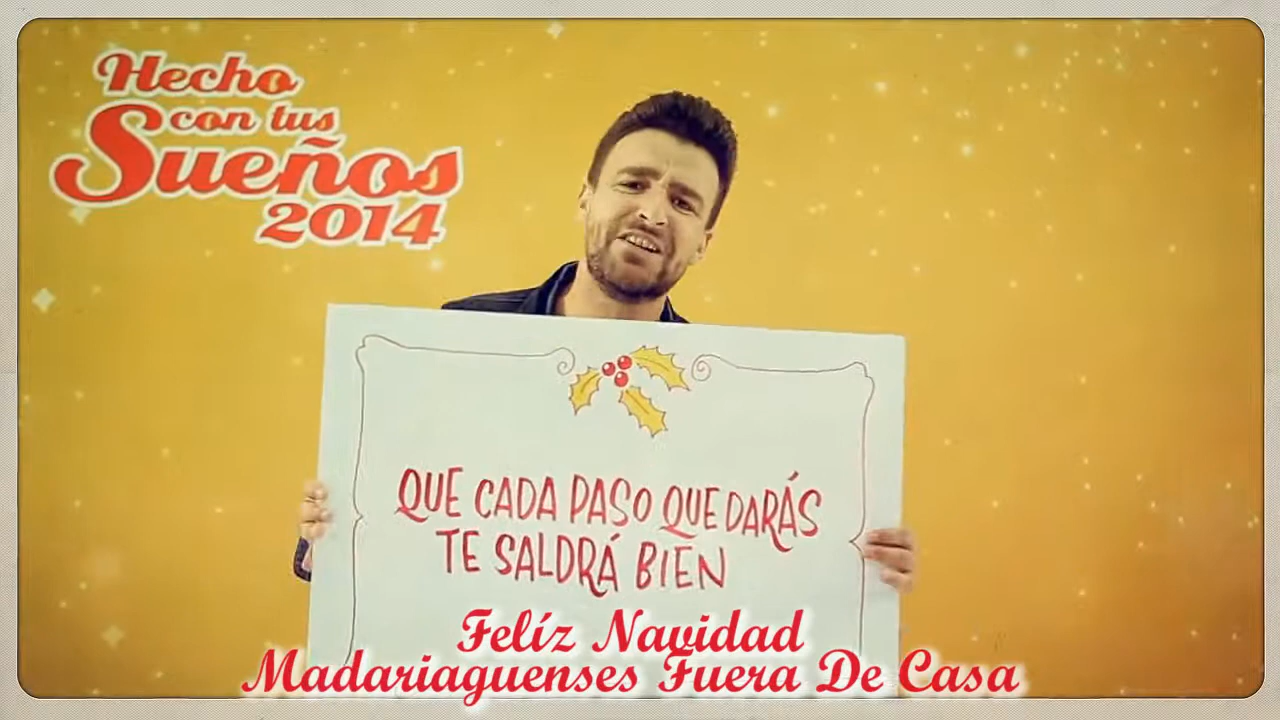 Hecho
con tus
Sueños
2014
QUE CADA PASO QUE DARÁS
TE SALDRÁ BIEN
Felíz Navidad
Madariaguenses Fuera De Casa